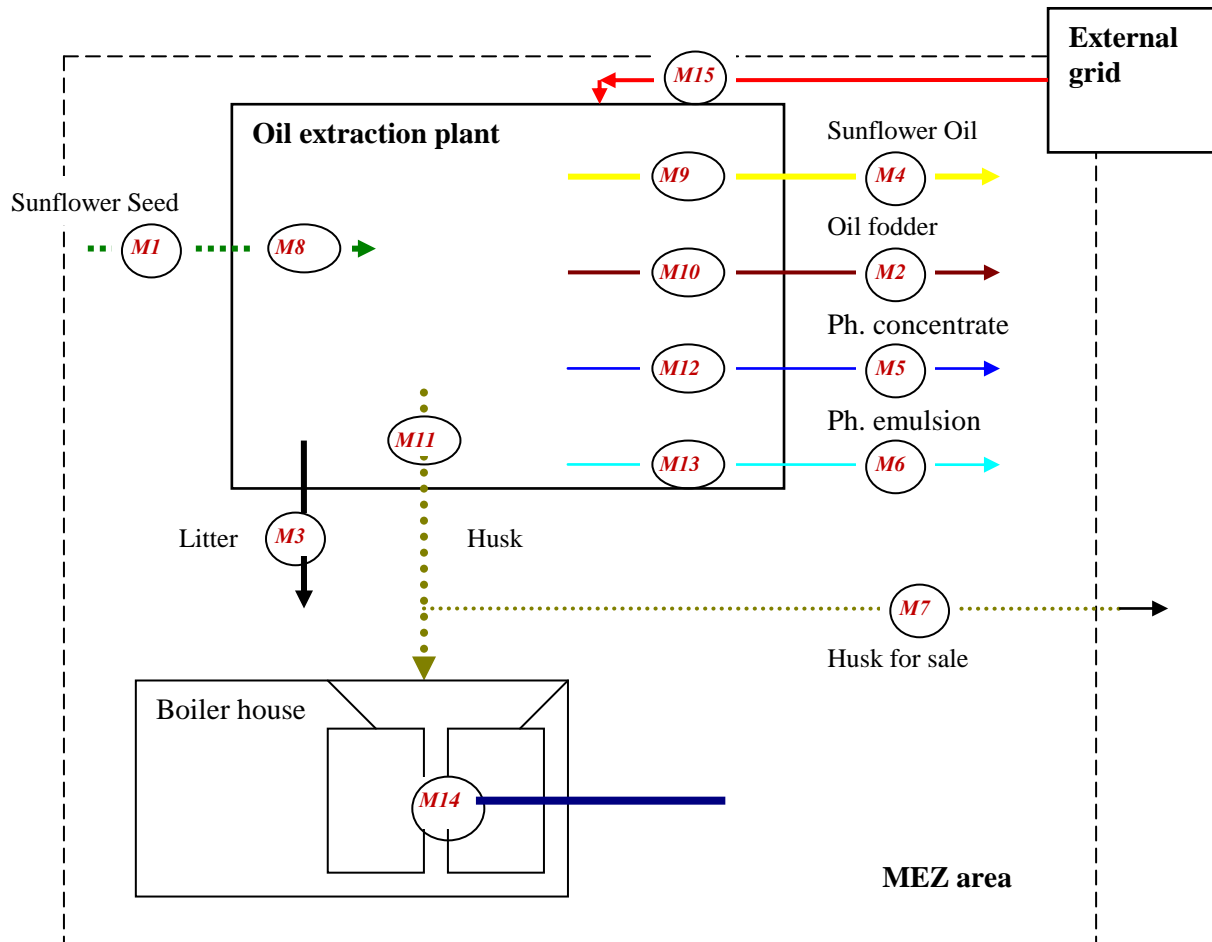 External
grid
M15
Oil extraction plant
Sunflower Oil
M9
M4
Sunflower Seed
M1
M8
Oil fodder
M10
M2
Ph. concentrate
M12
M5
Ph. emulsion
M11
M13
M6
Litter
M3
Husk
M7
Husk for sale
Boiler house
M14
MEZ area